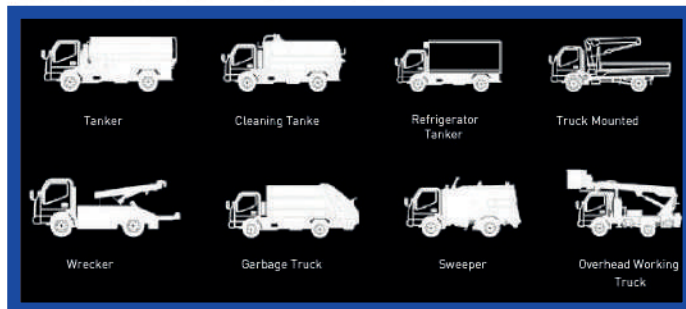 Tanker
Cleaning Tanke
Refrigerator
Tanker
Truck Mounted
Wrecker
Garbage Truck
Sweeper
Overhead Working
Truck